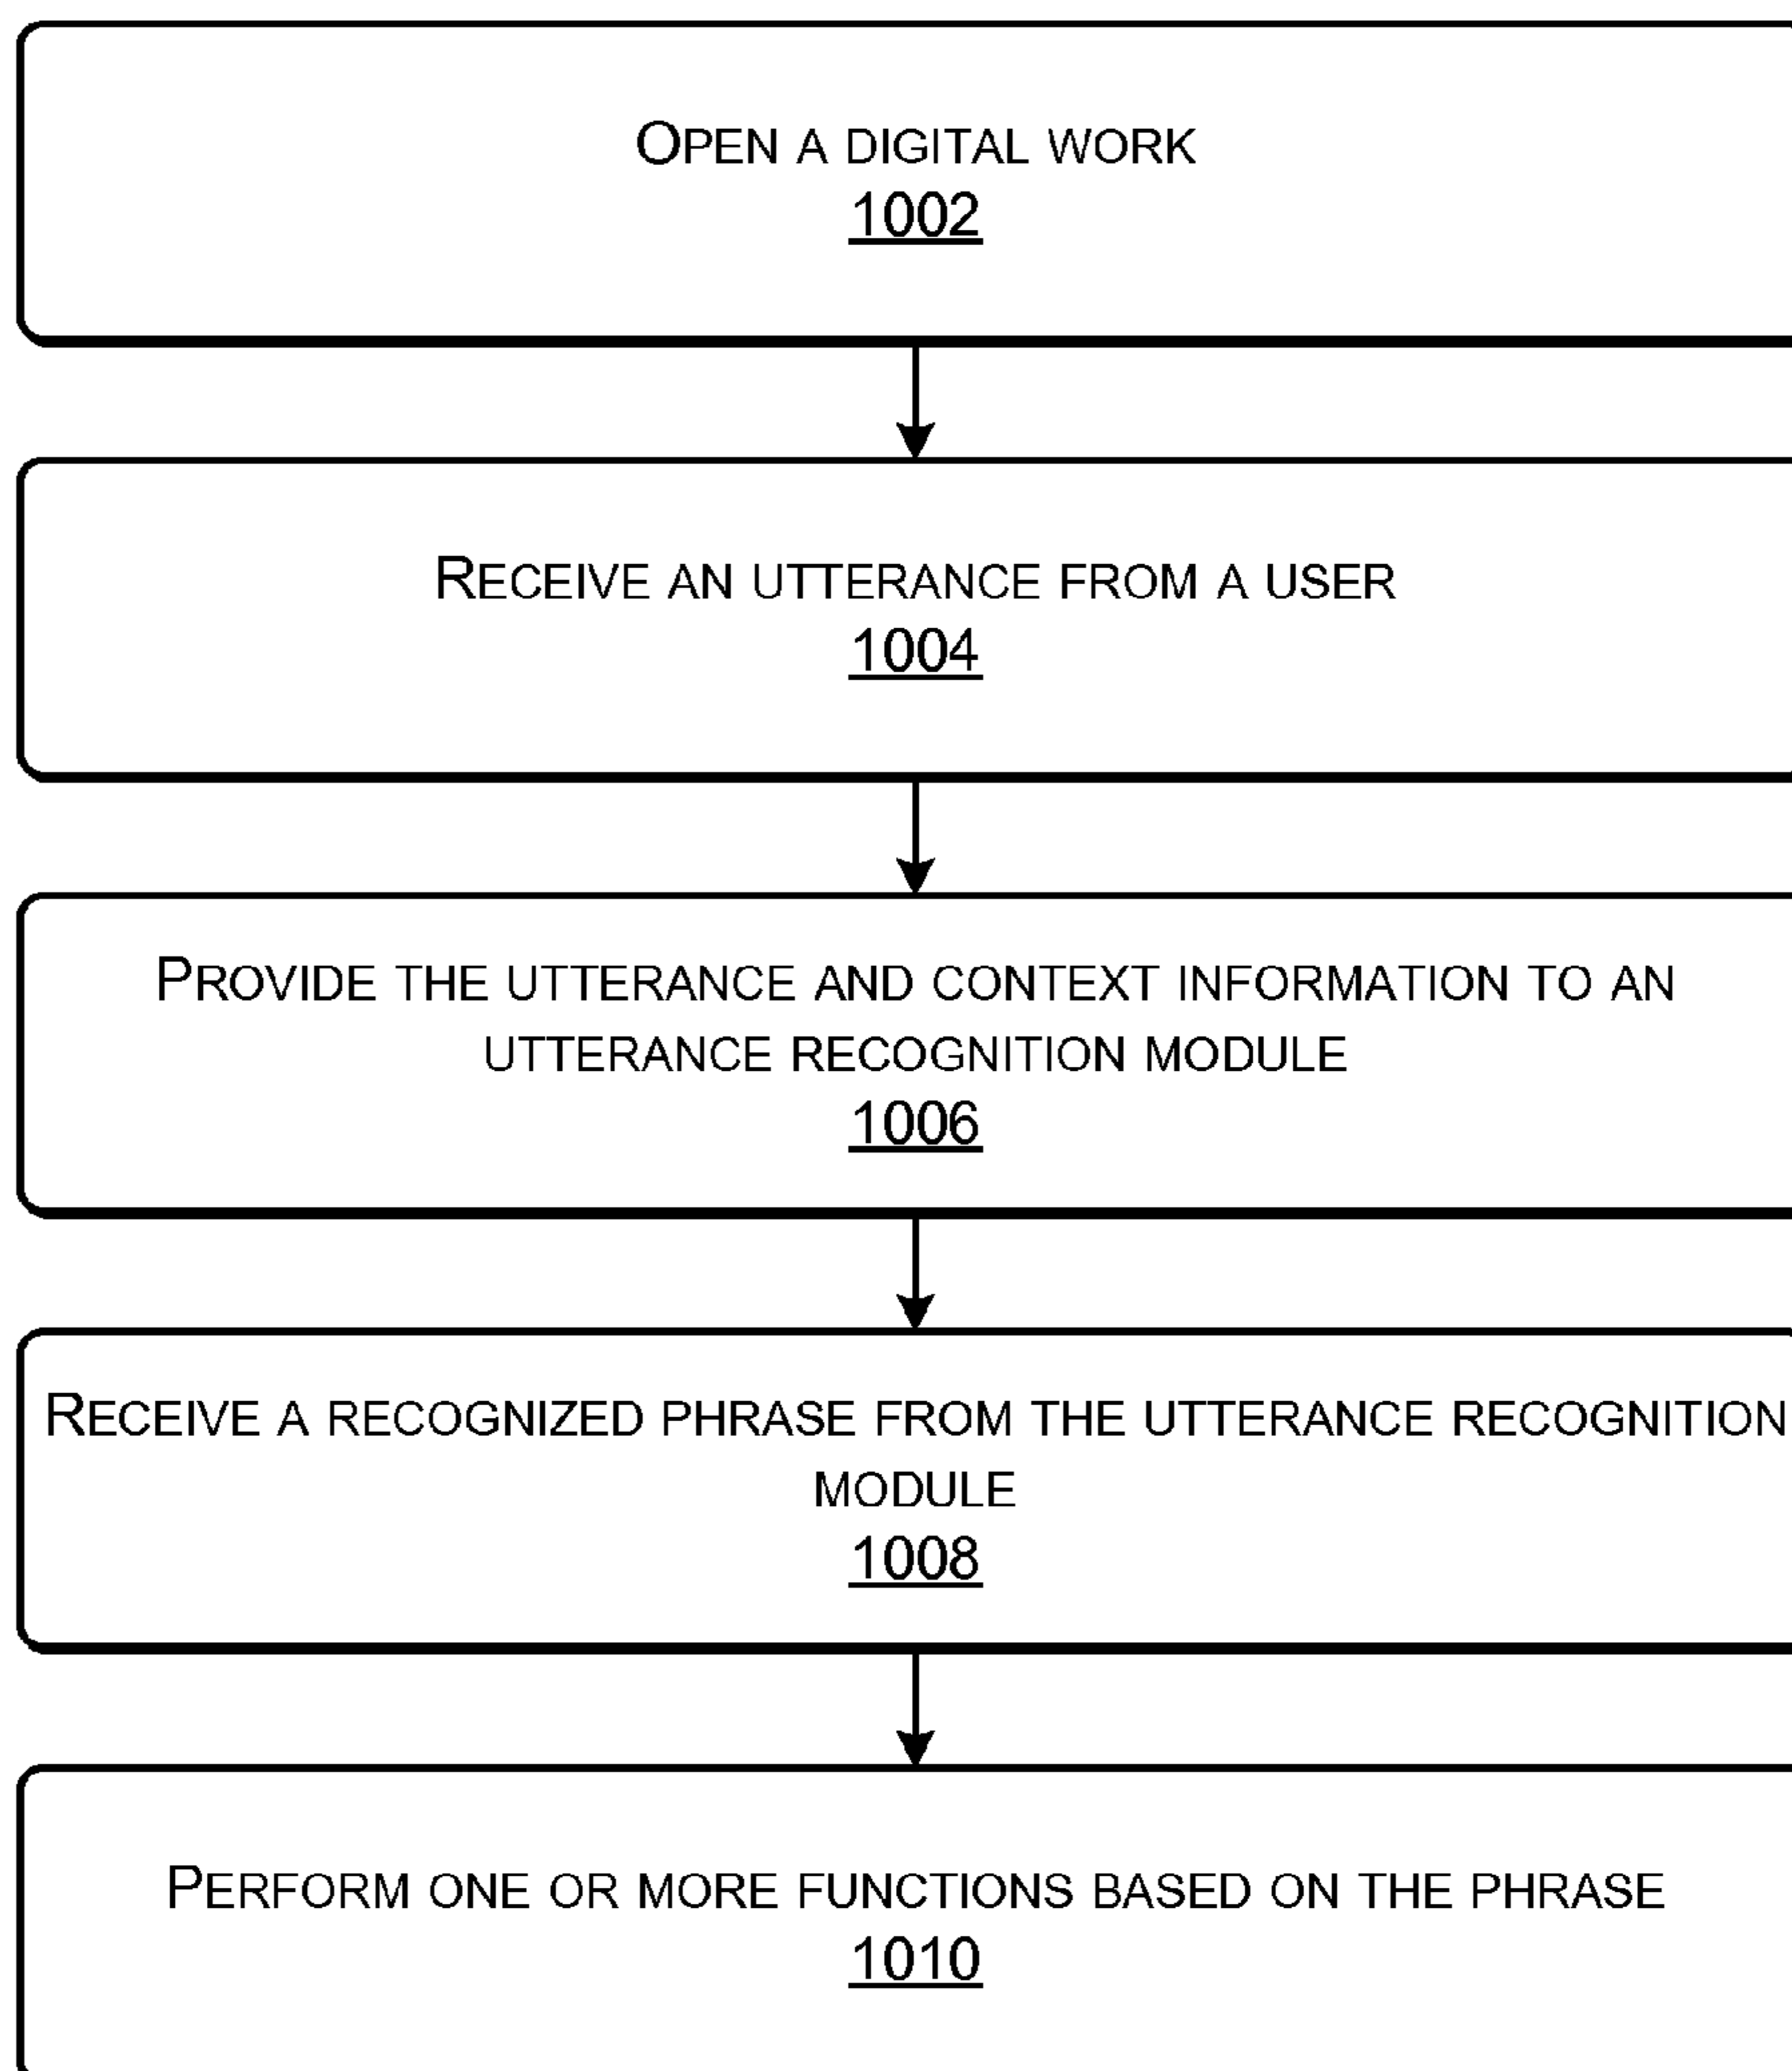 OPEN A DIGITAL WORK
1002
RECEIVE AN UTTERANCE FROM A USER
1004
PROVIDE THE UTTERANCE AND CONTEXT INFORMATION TO AN
UTTERANCE RECOGNITION MODULE
1006
RECEIVE A RECOGNIZED PHRASE FROM THE UTTERANCE RECOGNITION
MODULE
1008
PERFORM ONE OR MORE FUNCTIONS BASED ON THE PHRASE
1010